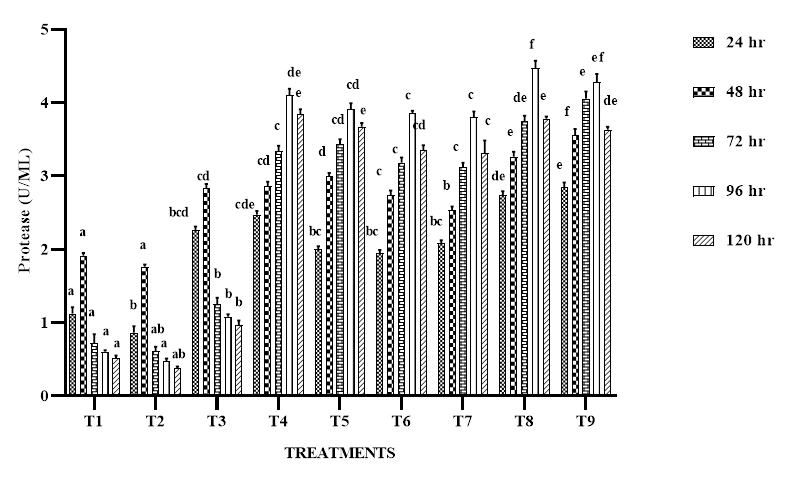 5
4
3
2
1
0
Protease (U/ML)
a a a a a
b a ab a ab
bcd cd b b b
cde cd c de e
bc d cd cd e
bc c c c cd
bc b c c c
de e de f e
e f e ef de
T1 T2 T3 T4 T5 T6 T7 T8 T9
TREATMENTS
24 hr
48 hr
72 hr
96 hr
120 hr